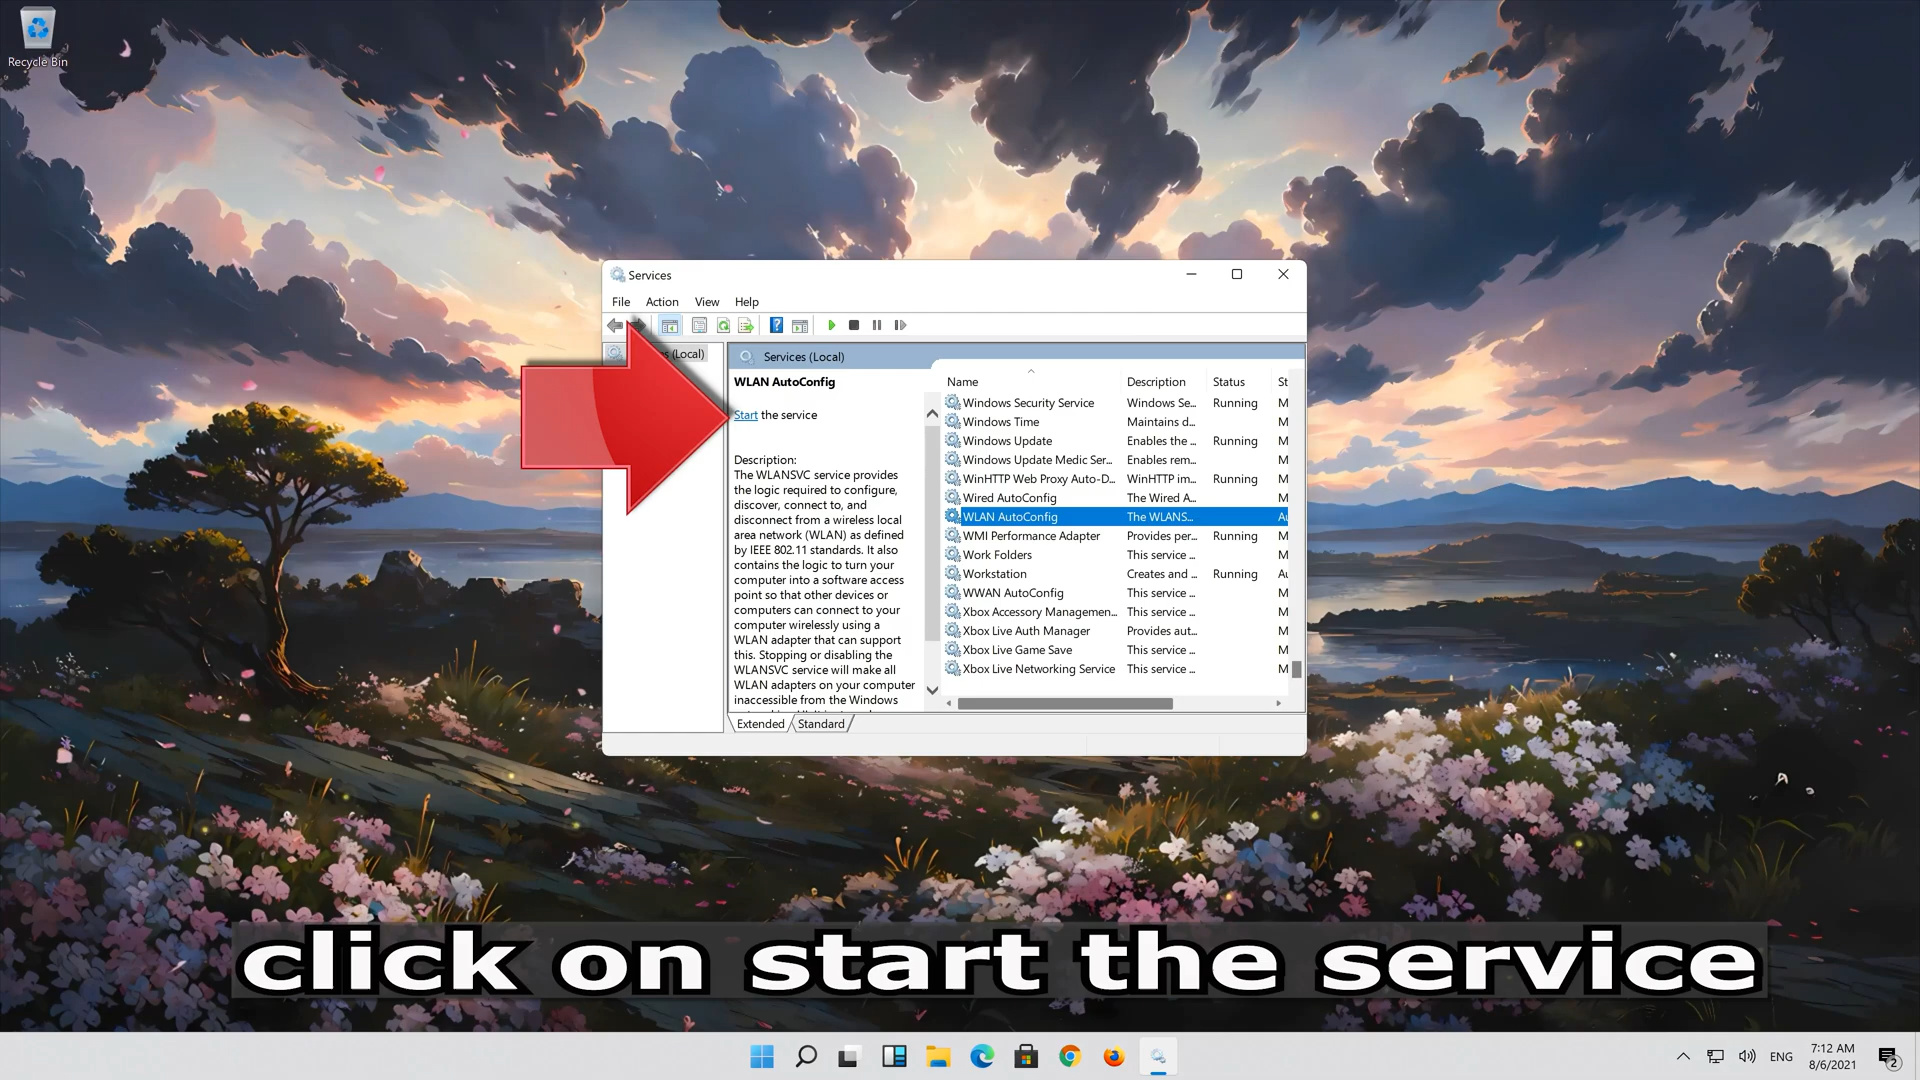 Recycle Bin
Services
File Action View Help
s (Local)
Services (Local)
WLAN AutoConfig
Start the service
Description:
The WLANSVC service provides
the logic required to configure,
discover, connect to, and
disconnect from a wireless local
area network (WLAN) as defined
by IEEE 802.11 standards. It also
contains the logic to turn your
computer into a software access
point so that other devices or
computers can connect to your
computer wirelessly using a
WLAN adapter that can support
this. Stopping or disabling the
WLANSVC service will make all
WLAN adapters on your computer
inaccessible from the Windows
Name Description Status St
Windows Security Service Windows Se... Running M
Windows Time Maintains d... M
Windows Update Enables the ... Running M
Windows Update Medic Ser... Enables rem... M
WinHTTP Web Proxy Auto-D... WinHTTP im... Running M
Wired AutoConfig The Wired A... M
WLAN AutoConfig The WLANS... Au
WMI Performance Adapter Provides per... Running M
Work Folders This service ... M
Workstation Creates and ... Running Au
WWAN AutoConfig This service ... M
Xbox Accessory Managemen... This service ... M
Xbox Live Auth Manager Provides aut... M
Xbox Live Game Save This service ... M
Xbox Live Networking Service This service ... M
Extended Standard
click on start the service
ENG
7:12 AM
8/6/2021
2